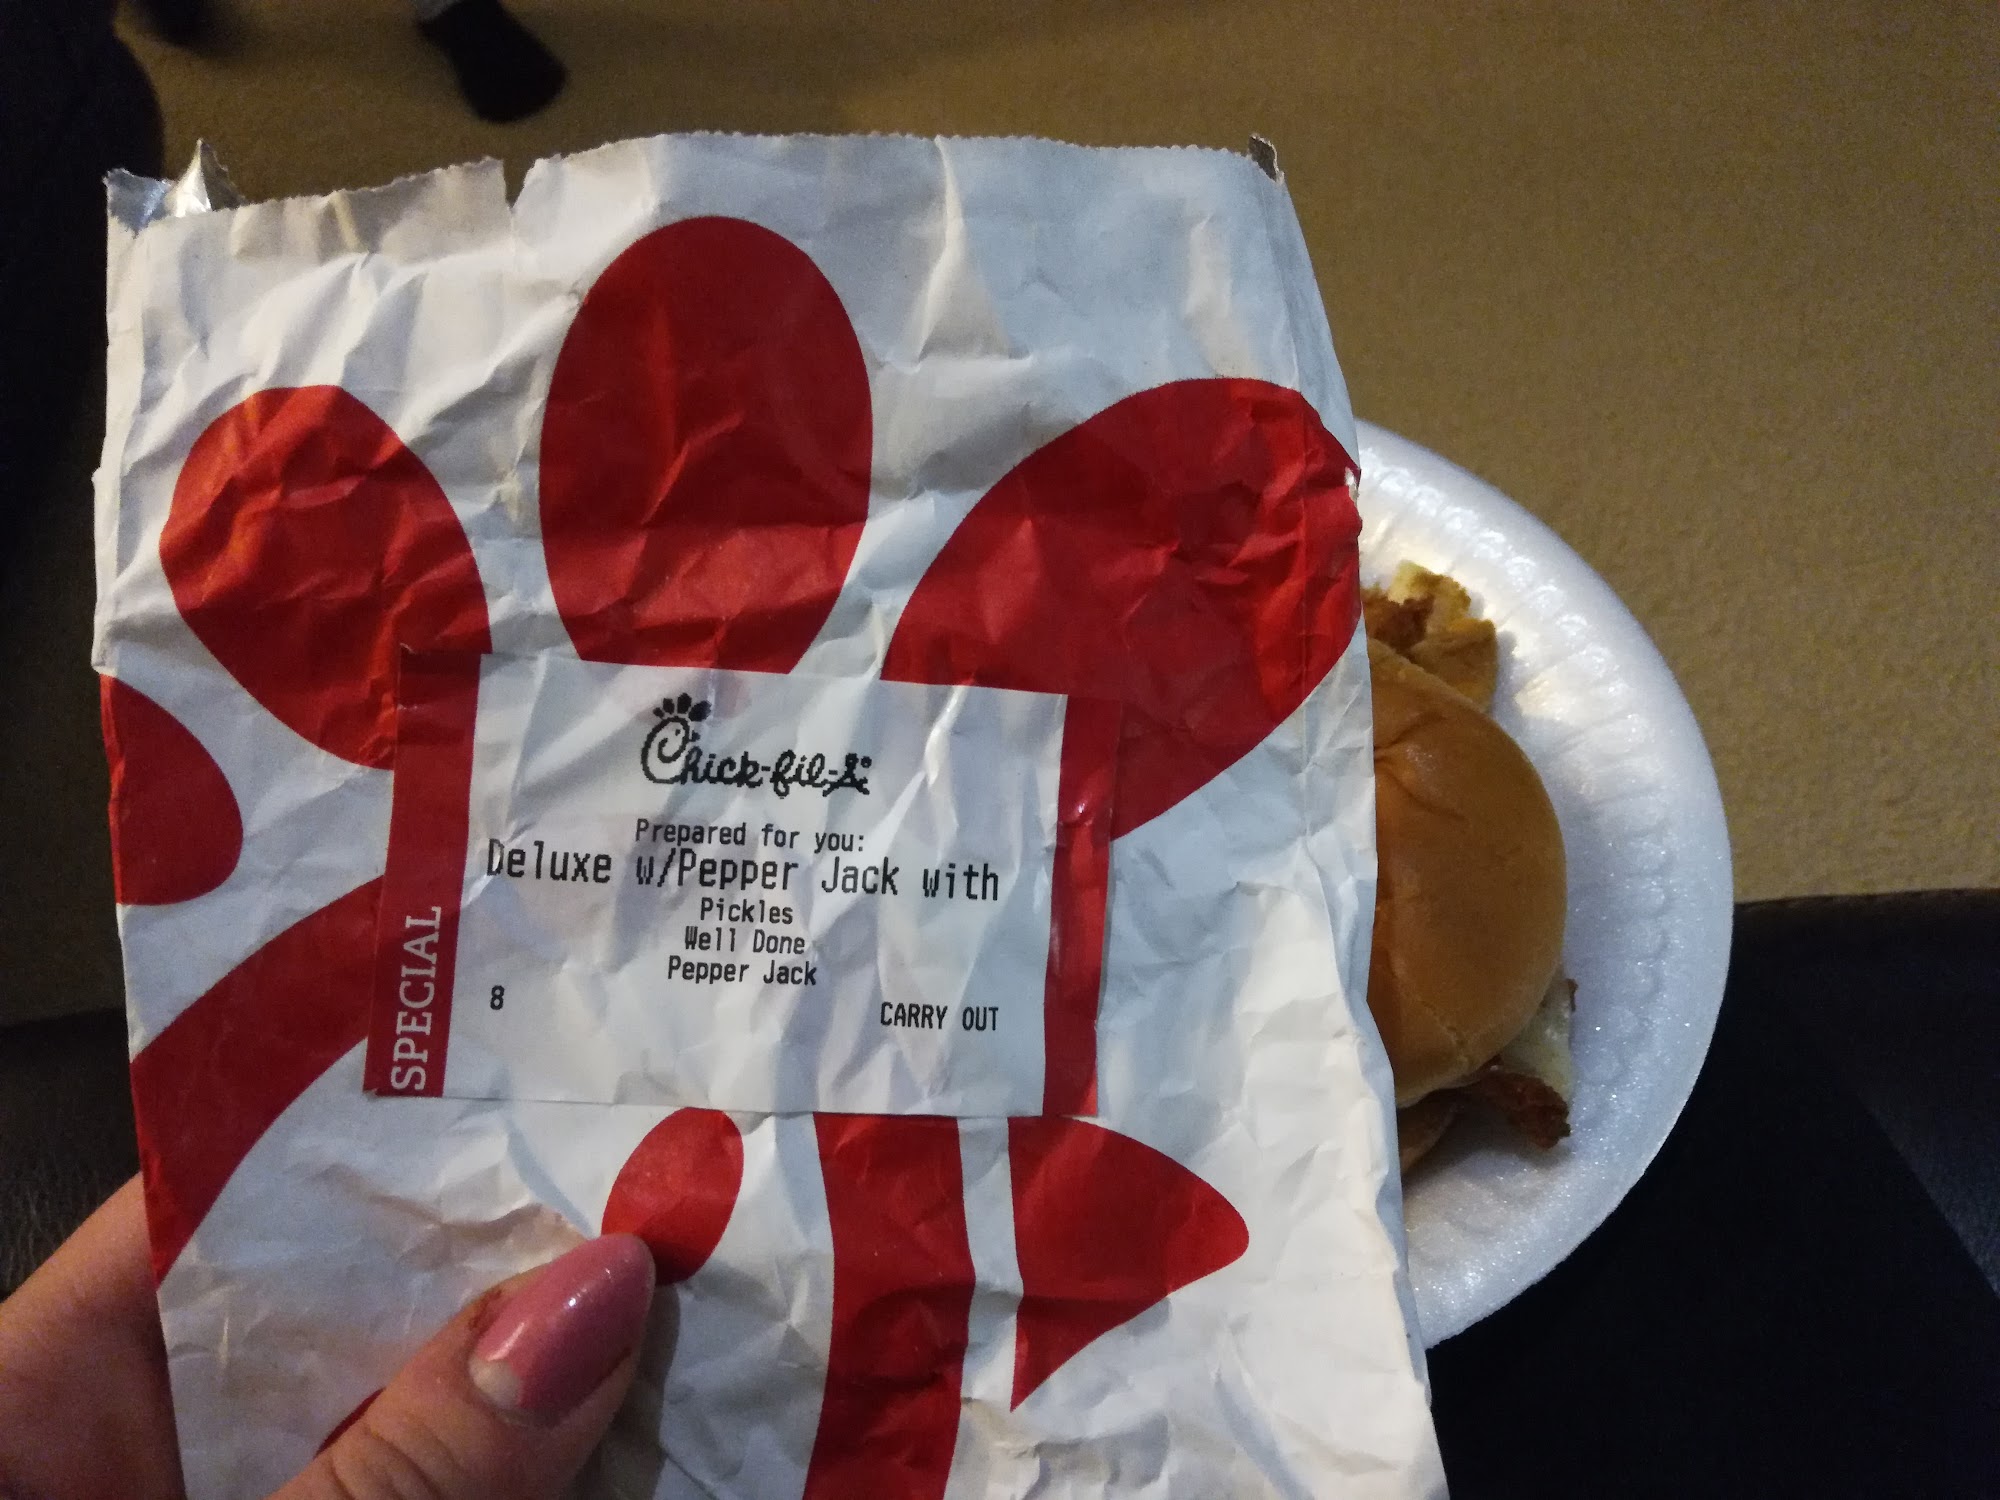 Chick-fil-A
Prepared for you:
Deluxe w/Pepper Jack with
Pickles
Well Done
Pepper Jack
8 CARRY OUT
SPECIAL